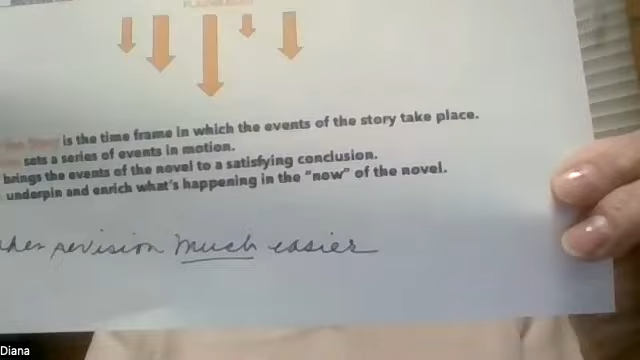 is the time frame in which the events of the story take place.
sets a series of events in motion.
brings the events of the novel to a satisfying conclusion.
underpin and enrich what's happening in the "now" of the novel.
revision much easier
Diana